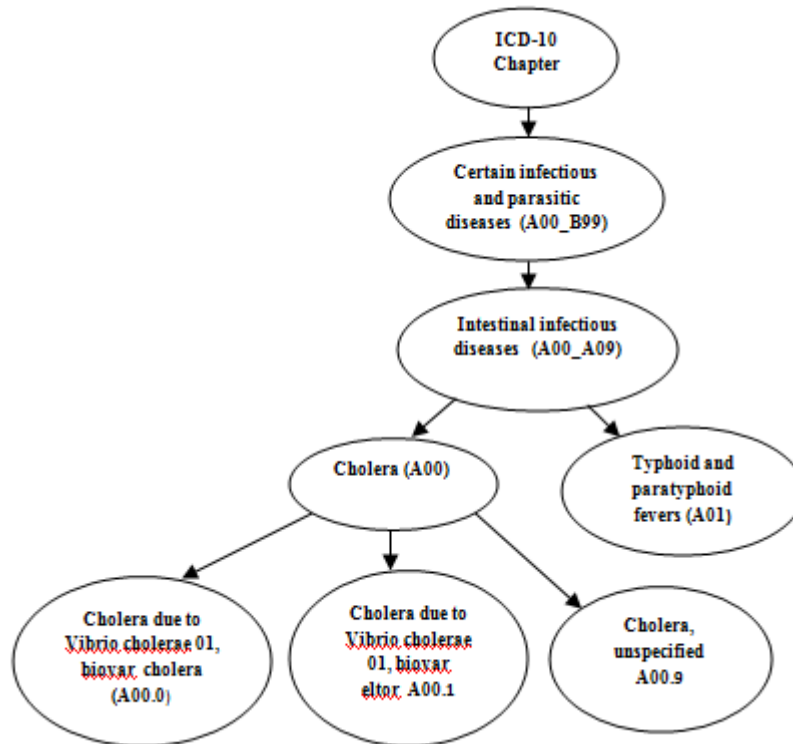 ICD-10
Chapter
Certain infectious
and parasitic
diseases (A00_B99)
Intestinal infectious
diseases (A00_A09)
Cholera (A00)
Typhoid and
paratyphoid
fevers (A01)
Cholera due to
Vibrio cholerae 01,
biovar cholera
(A00.0)
Cholera due to
Vibrio cholerae
01, biovar
eltor A00.1
Cholera,
unspecified
A00.9